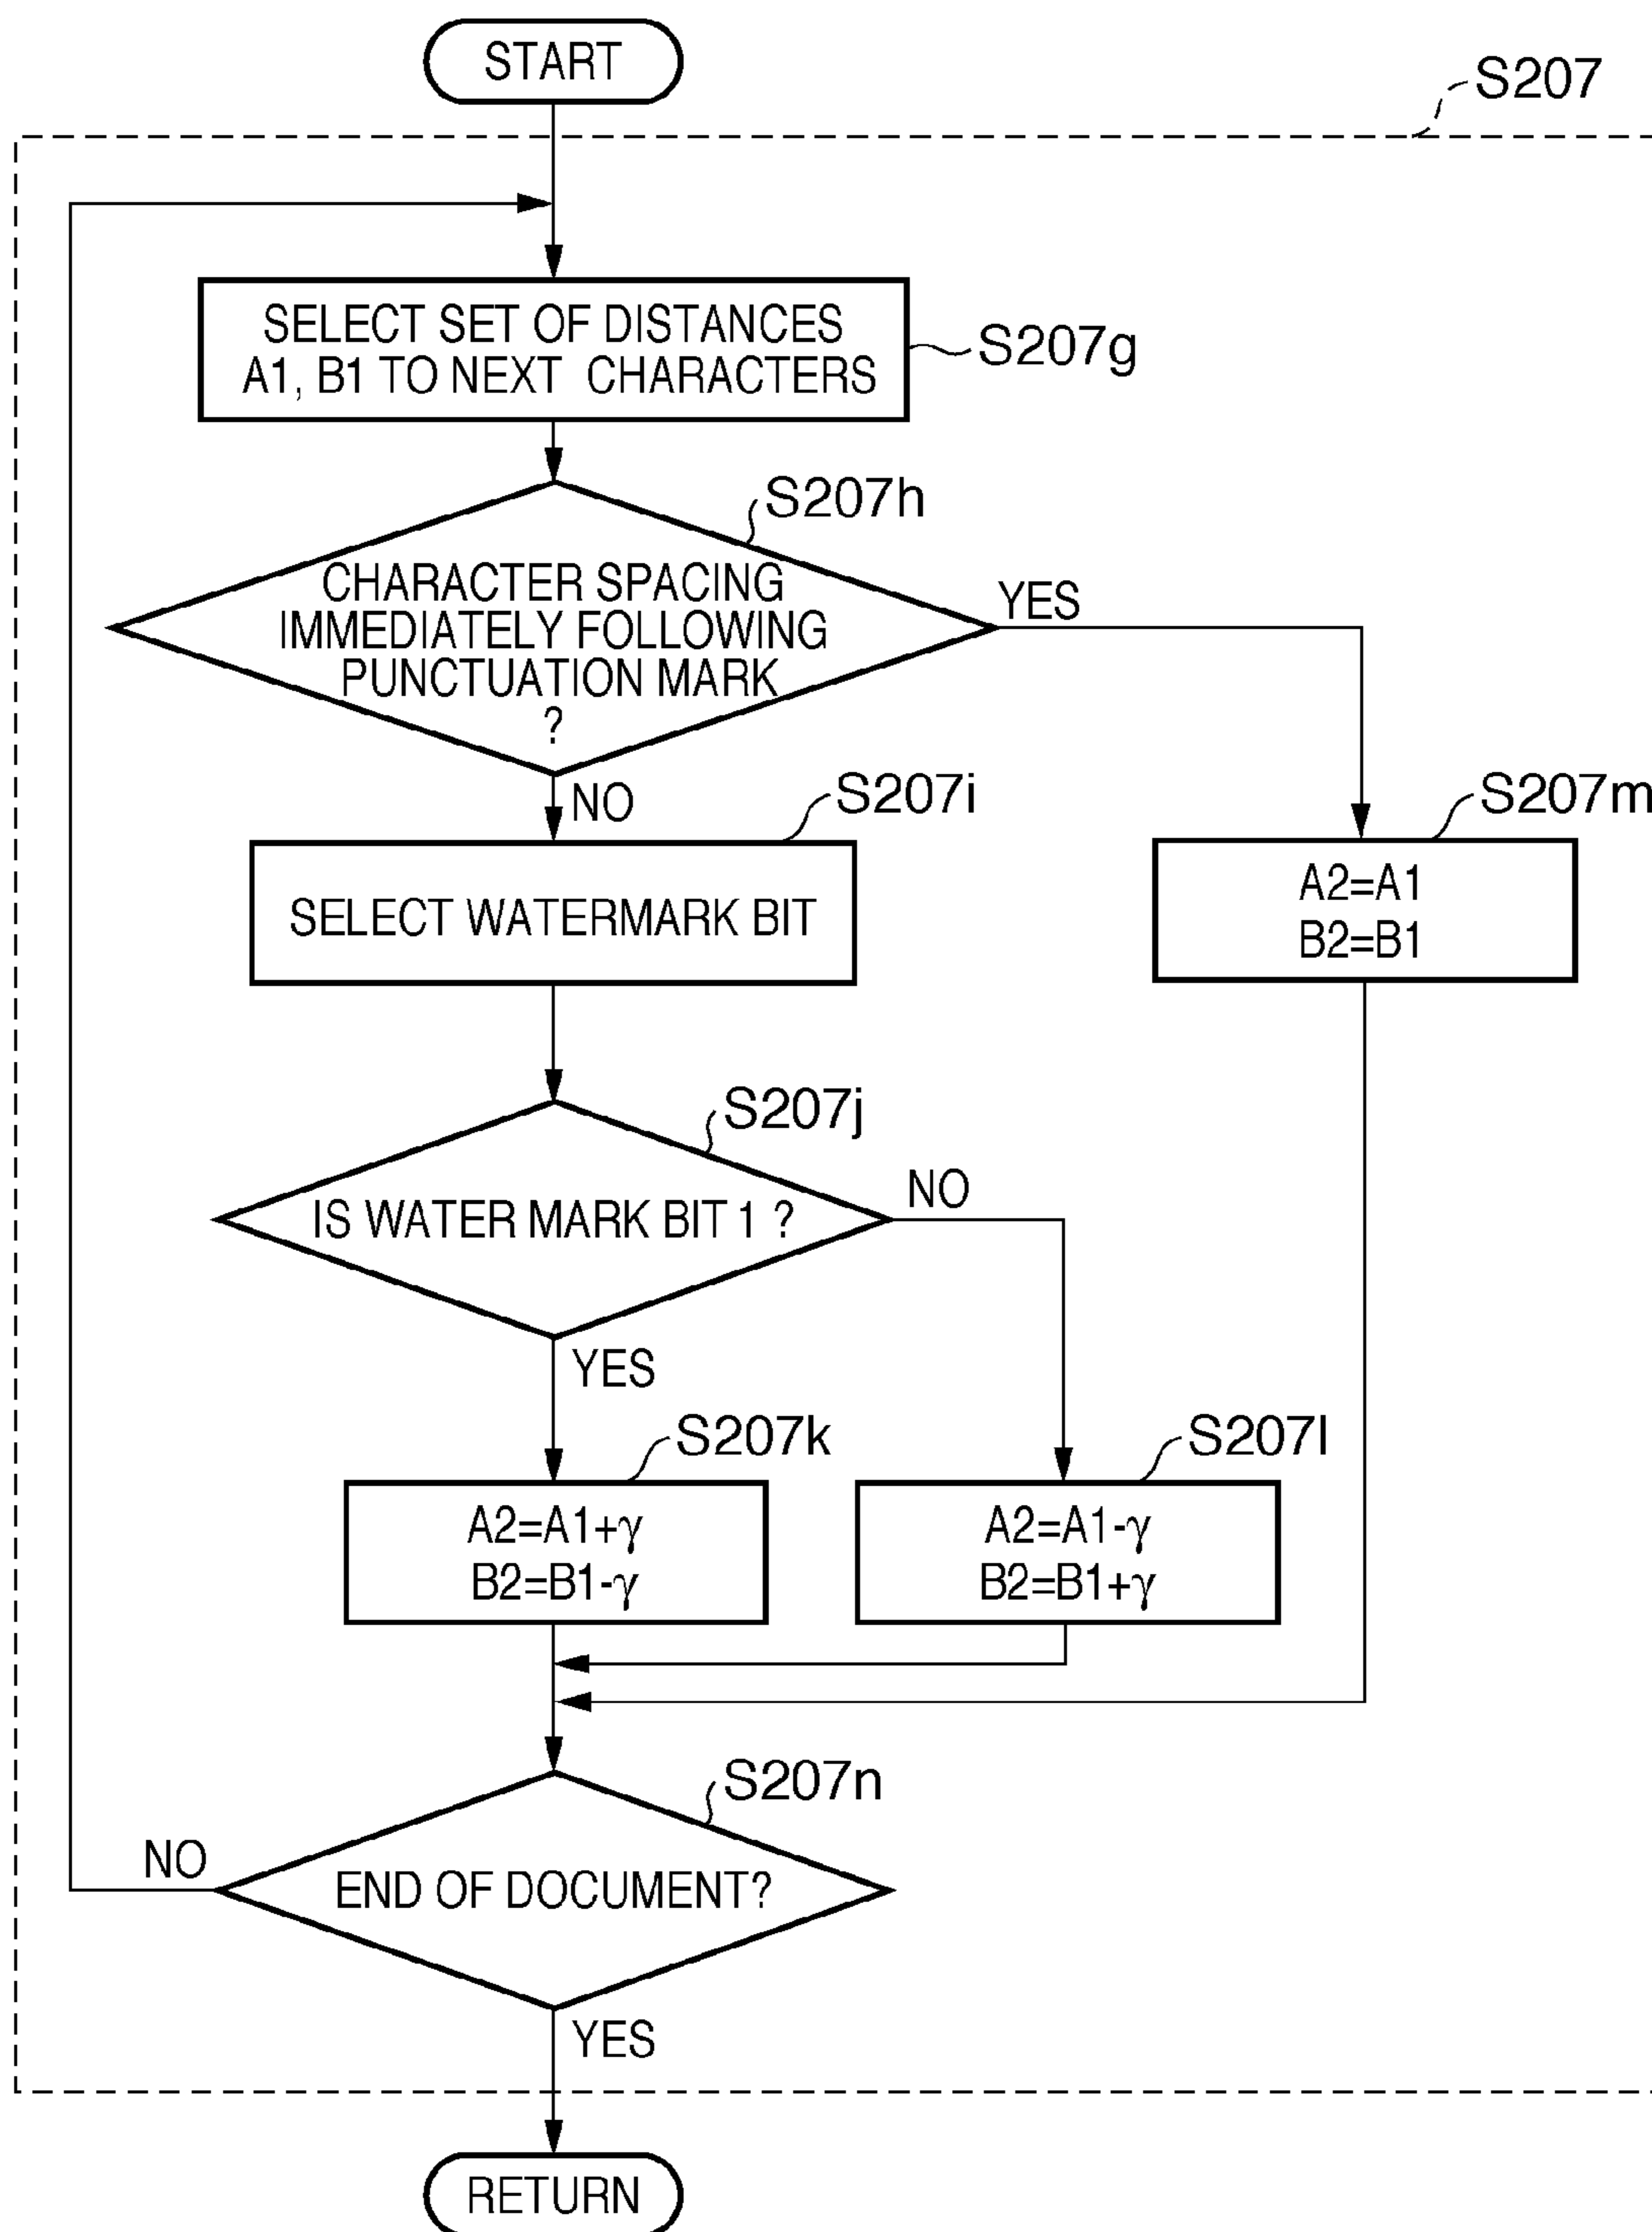 START
S207
SELECT SET OF DISTANCES
A1, B1 TO NEXT CHARACTERS
S207g
S207h
CHARACTER SPACING
IMMEDIATELY FOLLOWING
PUNCTUATION MARK
?
YES
NO
S207i
SELECT WATERMARK BIT
S207m
A2=A1
B2=B1
S207j
IS WATER MARK BIT 1 ?
NO
YES
S207k
A2=A1+γ
B2=B1-γ
S207l
A2=A1-γ
B2=B1+γ
S207n
END OF DOCUMENT?
NO
YES
RETURN